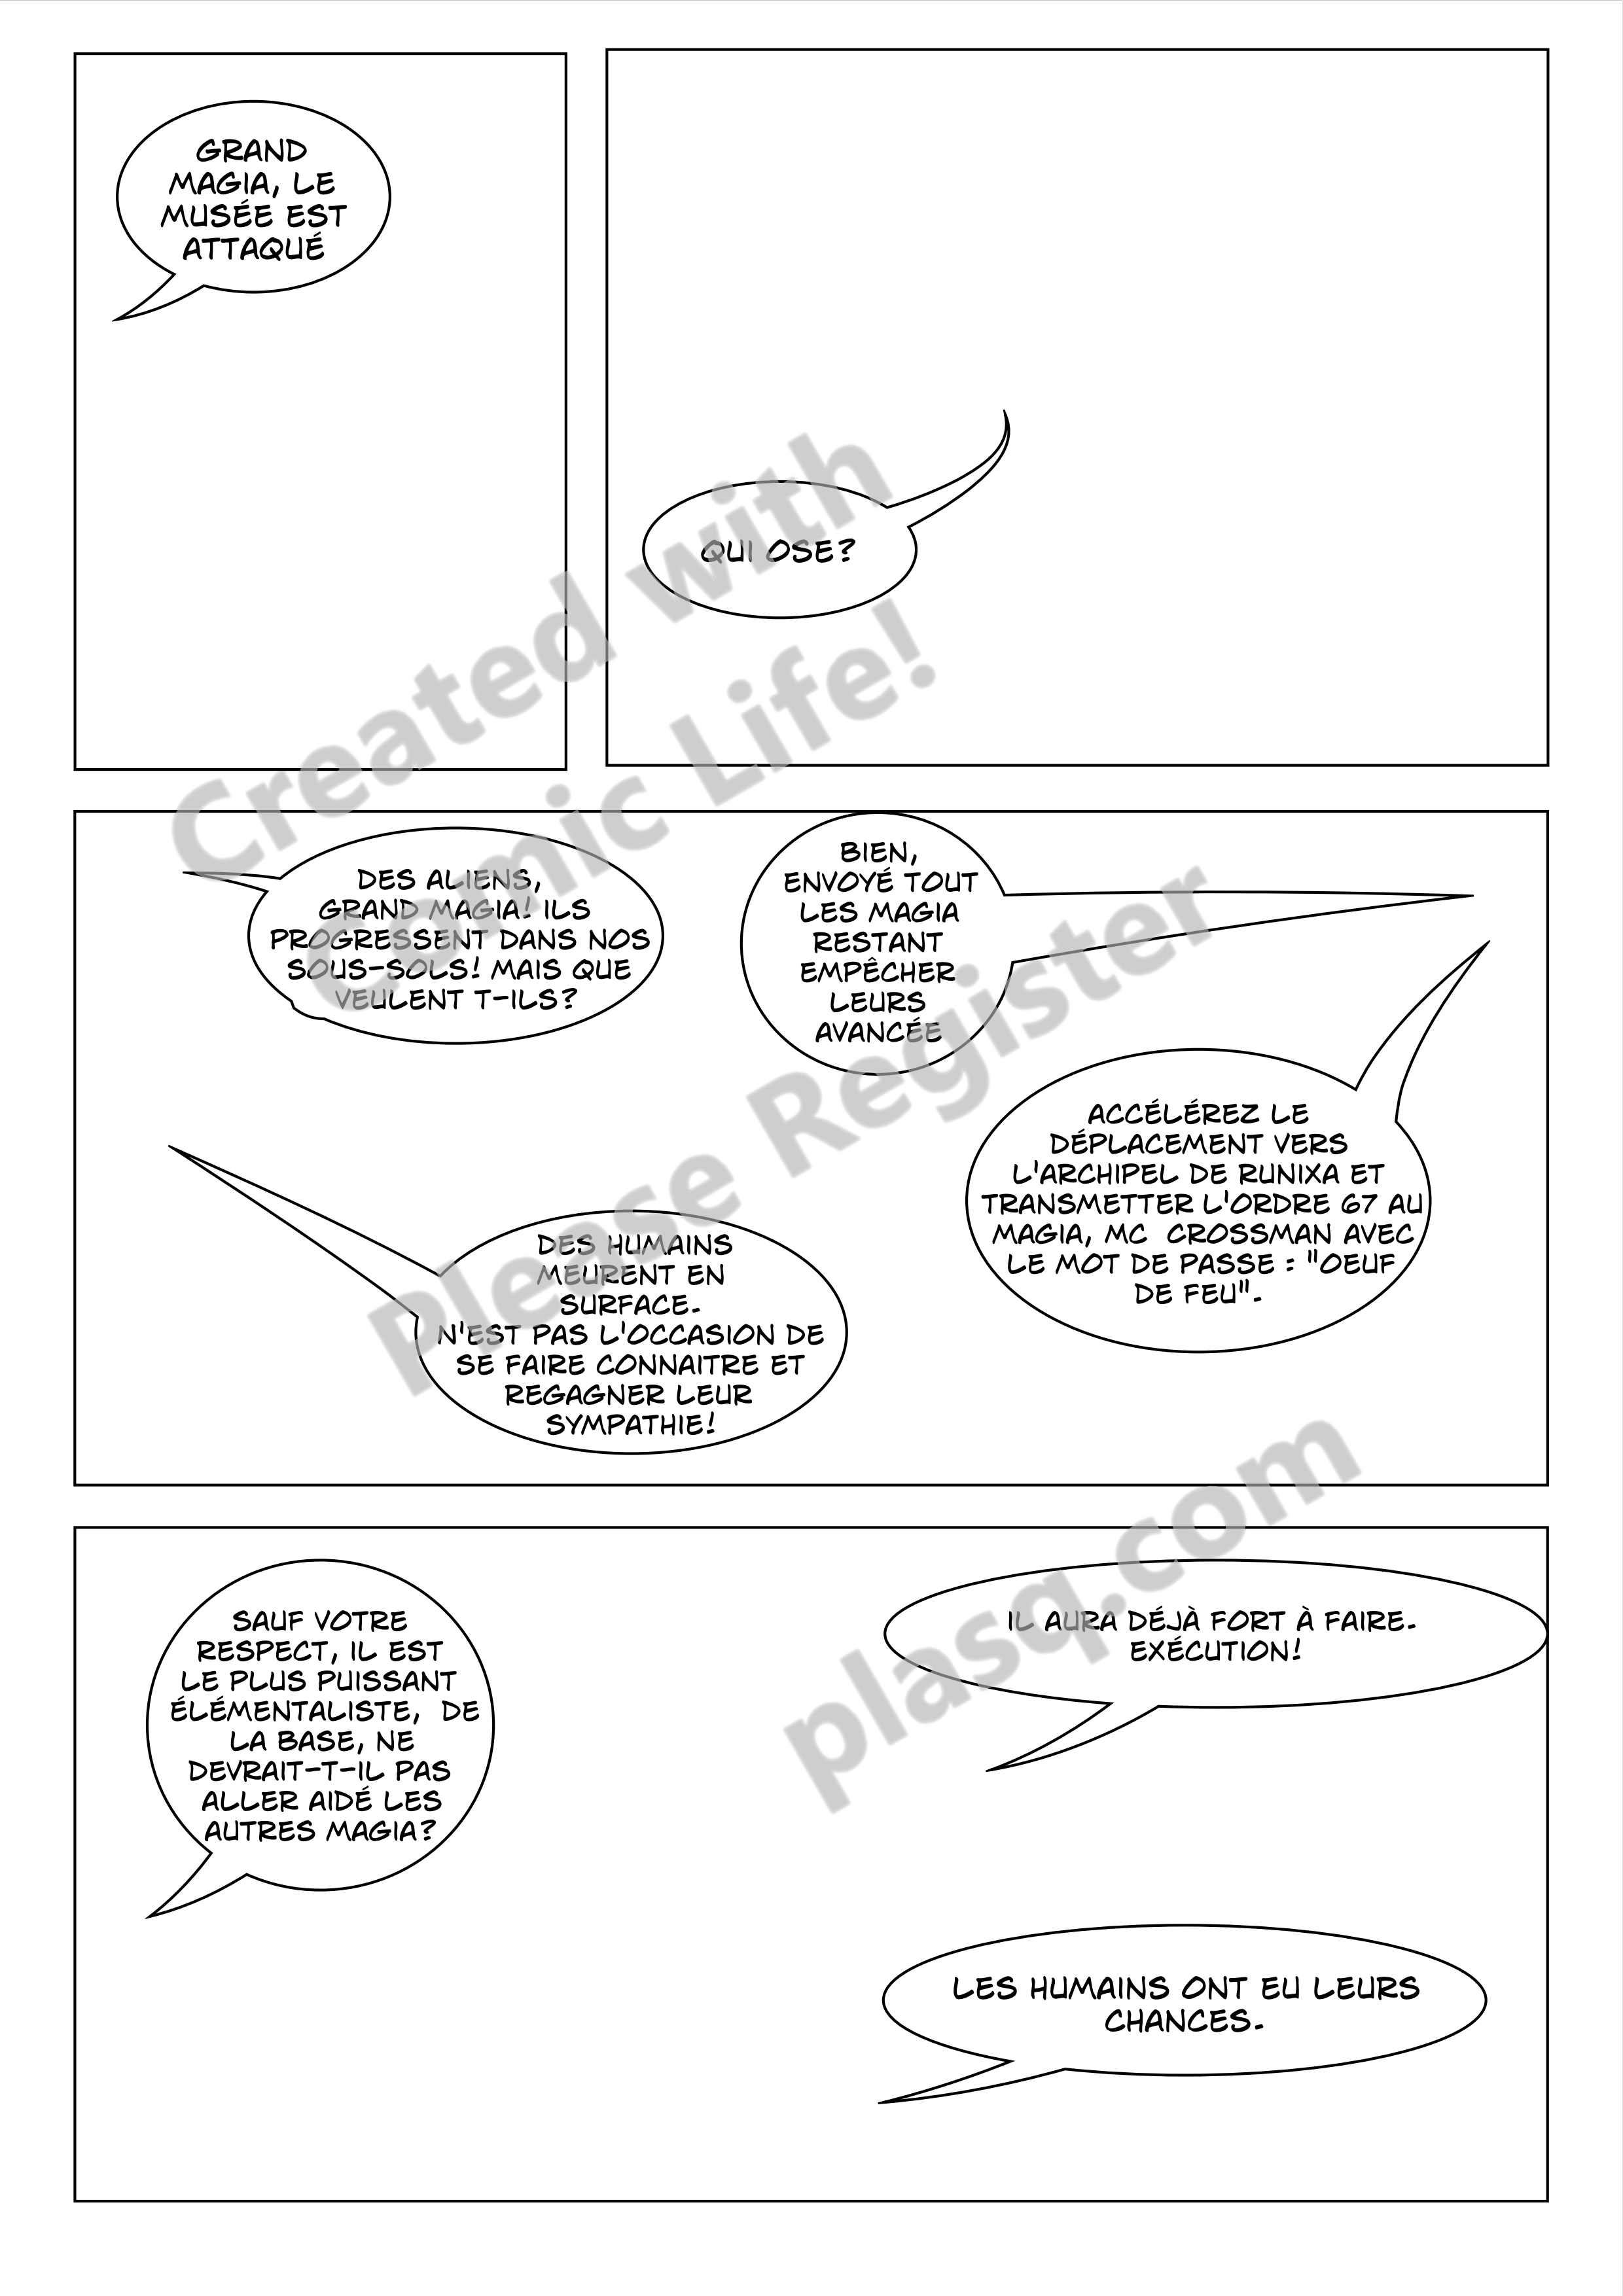 GRAND
MAGIA, LE
MUSÉE EST
ATTAQUÉ
QUI OSE?
DES ALIENS,
GRAND MAGIA! ILS
PROGRESSENT DANS NOS
SOUS-SOLS! MAIS QUE
VEULENT T-ILS?
BIEN,
ENVOYÉ TOUT
LES MAGIA
RESTANT
EMPÊCHER
LEURS
AVANCÉE
DES HUMAINS
MEURENT EN
SURFACE.
N'EST PAS L'OCCASION DE
SE FAIRE CONNAITRE ET
REGAGNER LEUR
SYMPATHIE!
ACCÉLÉREZ LE
DÉPLACEMENT VERS
L'ARCHIPEL DE RUNIXA ET
TRANSMETTER L'ORDRE 67 AU
MAGIA, MC  CROSSMAN AVEC
LE MOT DE PASSE : "OEUF
DE FEU".
SAUF VOTRE
RESPECT, IL EST
LE PLUS PUISSANT
ÉLÉMENTALISTE,  DE
LA BASE, NE
DEVRAIT-T-IL PAS
ALLER AIDÉ LES
AUTRES MAGIA?
IL AURA DÉJÀ FORT À FAIRE.
EXÉCUTION!
LES HUMAINS ONT EU LEURS
CHANCES.
Created with
Comic Life!
Please Register
plasq.com